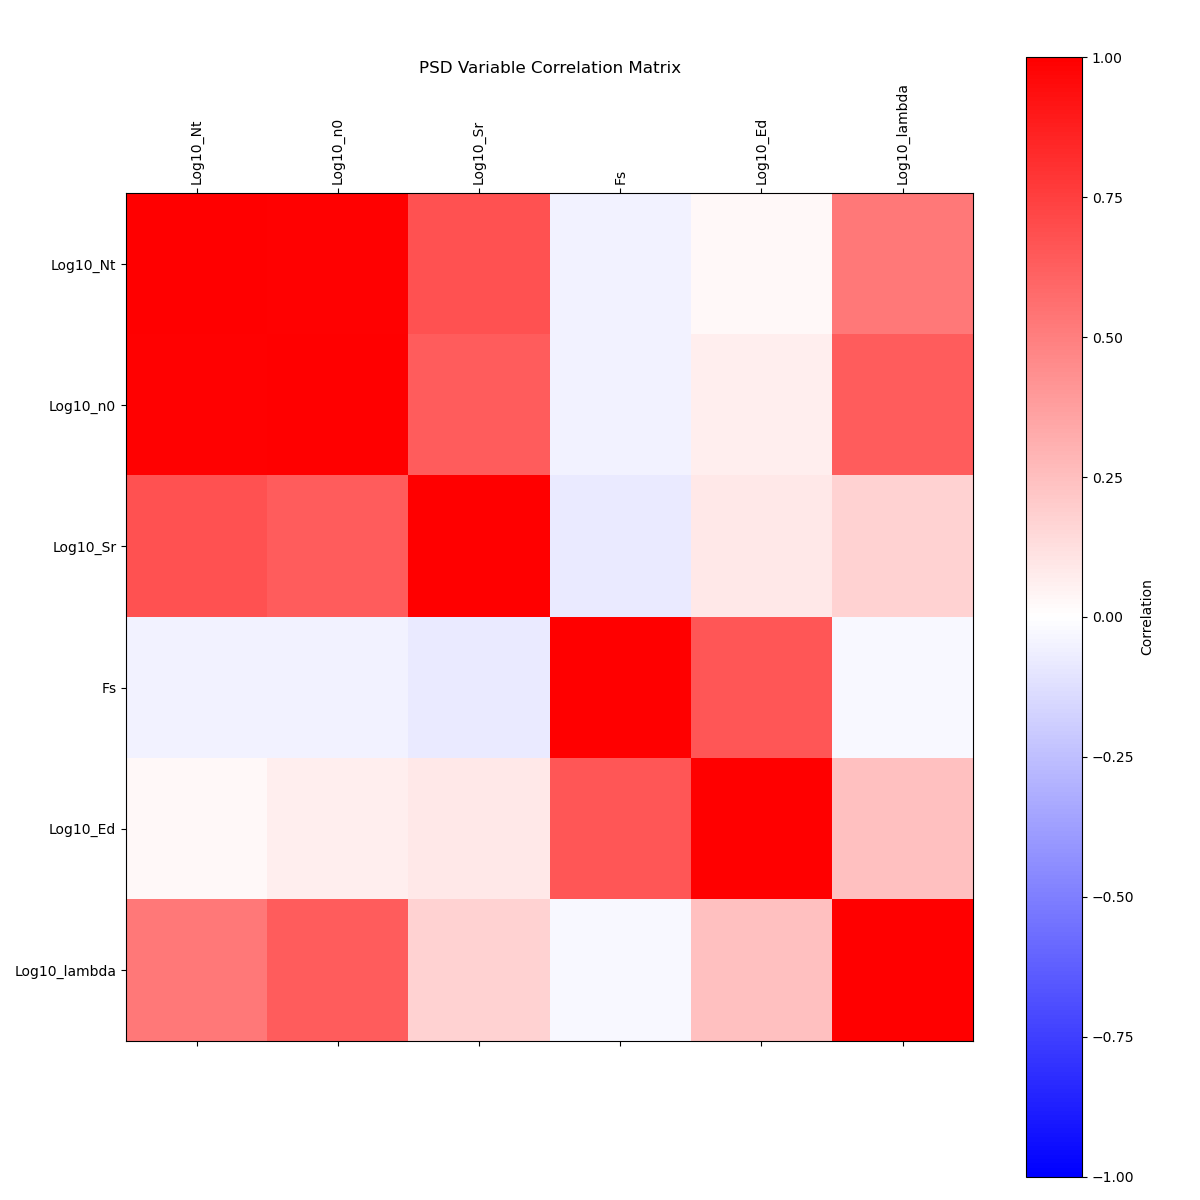 PSD Variable Correlation Matrix
Log10_Nt
Log10_n0
Log10_Sr
Fs
Log10_Ed
Log10_lambda
Log10_Nt
Log10_n0
Log10_Sr
Fs
Log10_Ed
Log10_lambda
1.00
0.75
0.50
0.25
0.00
−0.25
−0.50
−0.75
−1.00
Correlation